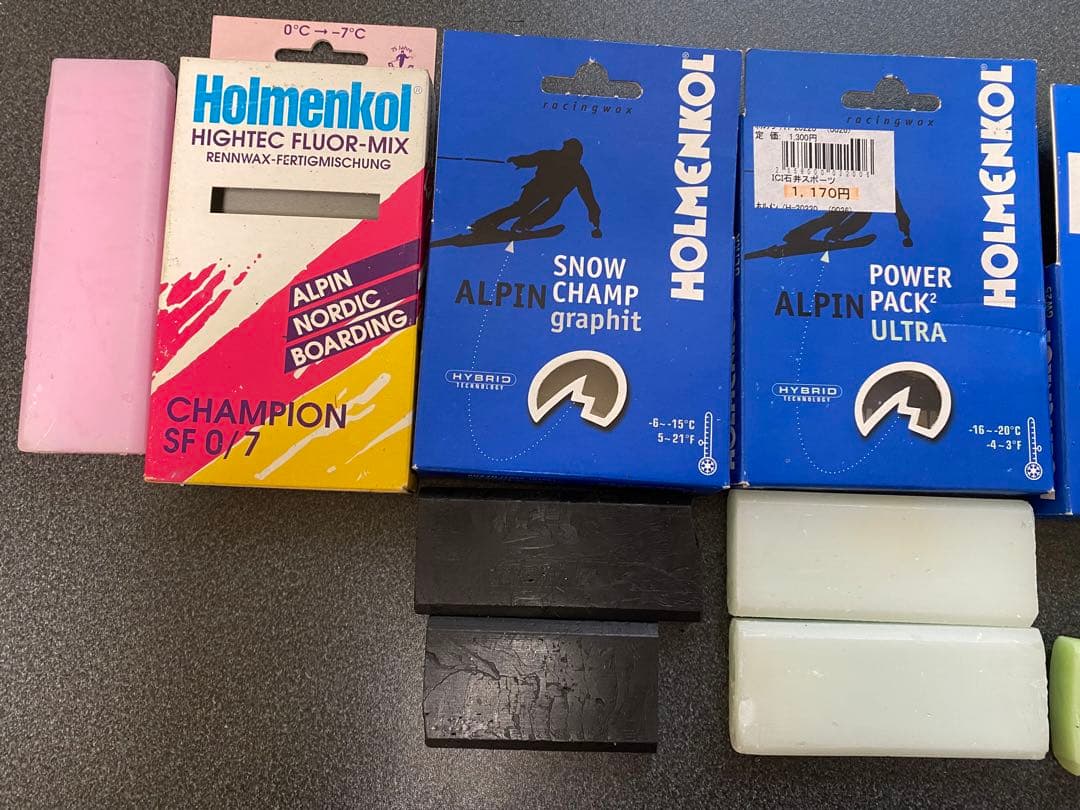 0°C → -7°C
Holmenkol®
HIGHTEC FLUOR-MIX
RENNWAX-FERTIGMISCHUNG
ALPIN
NORDIC
BOARDING
CHAMPION
SF 0/7
racingwax
HOLMENKOL®
ALPIN SNOW CHAMP graphit
HYBRID
TECHNOLOGY
-6~-15°C
5~21°F
racingwax
HOLMENKOL®
定価: 1,300円
ICI石井スポーツ
1,170円
ALPIN POWER PACK² ULTRA
HYBRID
TECHNOLOGY
-16~-20°C
-4~3°F